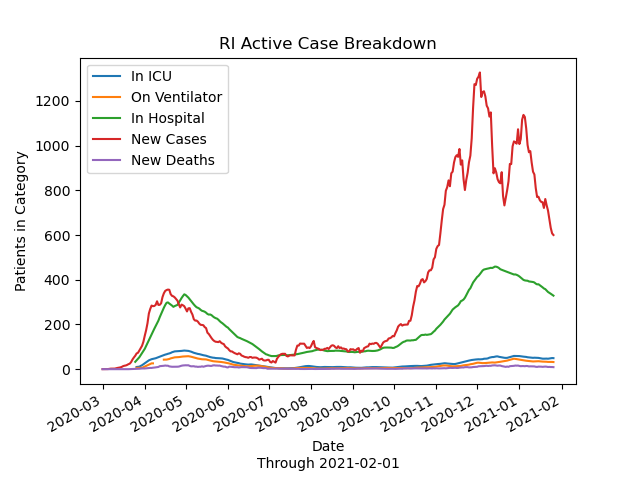 RI Active Case Breakdown
In ICU
On Ventilator
In Hospital
New Cases
New Deaths
Patients in Category
1200
1000
800
600
400
200
0
2020-03
2020-04
2020-05
2020-06
2020-07
2020-08
2020-09
2020-10
2020-11
2020-12
2021-01
2021-02
Date
Through 2021-02-01